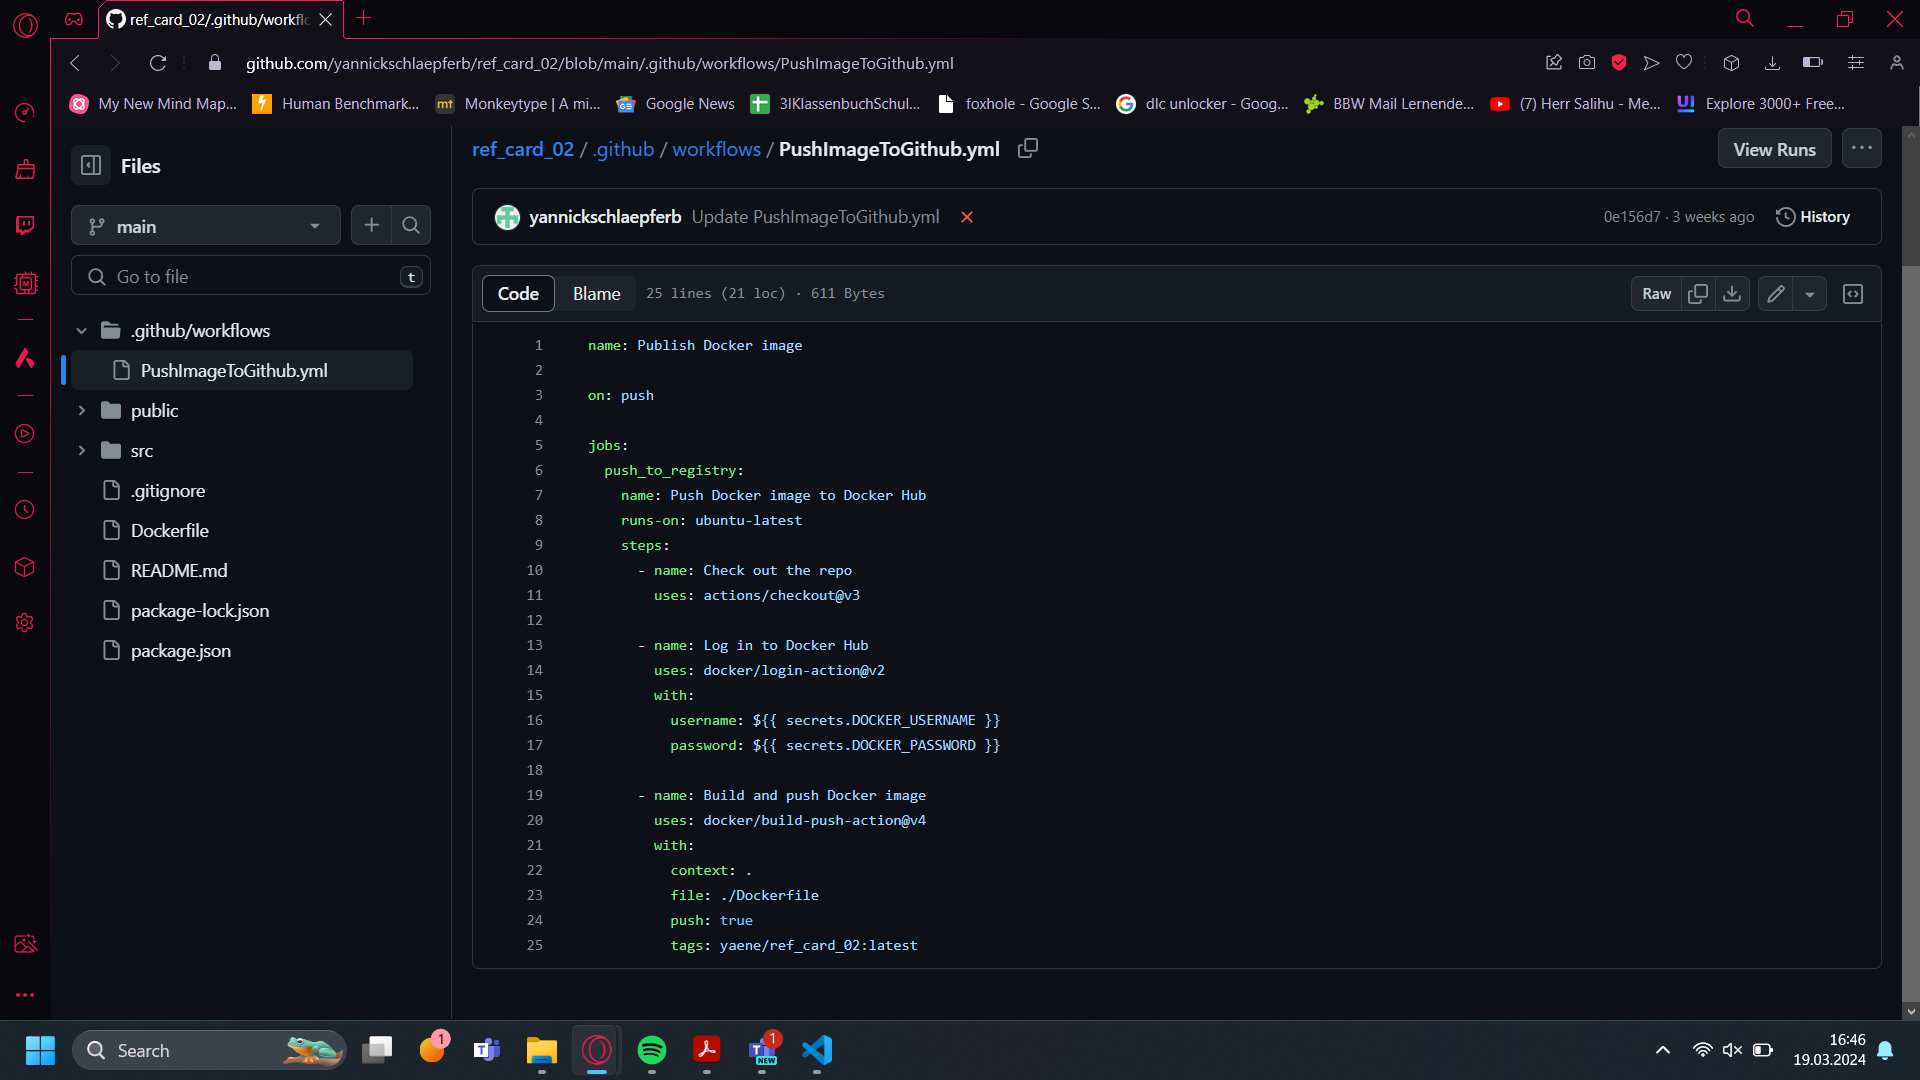 ref_card_02/.github/workfl
github.com/yannickschlaepferb/ref_card_02/blob/main/.github/workflows/PushImageToGithub.yml
My New Mind Map...
Human Benchmark...
mt
Monkeytype | A mi...
Google News
3IKlassenbuchSchul...
foxhole - Google S...
dlc unlocker - Goog...
BBW Mail Lernende...
(7) Herr Salihu - Me...
UI
Explore 3000+ Free...
Files
main
Go to file
t
.github/workflows
PushImageToGithub.yml
public
src
.gitignore
Dockerfile
README.md
package-lock.json
package.json
ref_card_02 / .github / workflows / PushImageToGithub.yml
View Runs
yannickschlaepferb Update PushImageToGithub.yml
0e156d7 · 3 weeks ago
History
Code
Blame
25 lines (21 loc) · 611 Bytes
Raw
1 name: Publish Docker image
2
3 on: push
4
5 jobs:
6 push_to_registry:
7 name: Push Docker image to Docker Hub
8 runs-on: ubuntu-latest
9 steps:
10 - name: Check out the repo
11 uses: actions/checkout@v3
12
13 - name: Log in to Docker Hub
14 uses: docker/login-action@v2
15 with:
16 username: ${{ secrets.DOCKER_USERNAME }}
17 password: ${{ secrets.DOCKER_PASSWORD }}
18
19 - name: Build and push Docker image
20 uses: docker/build-push-action@v4
21 with:
22 context: .
23 file: ./Dockerfile
24 push: true
25 tags: yaene/ref_card_02:latest
Search
1
1
NEW
16:46
19.03.2024